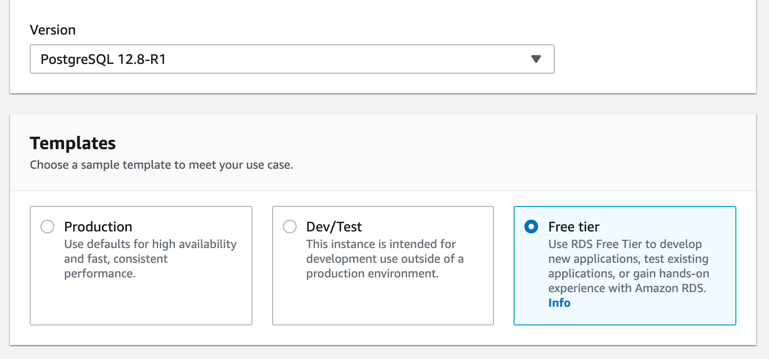 Version
PostgreSQL 12.8-R1
Templates
Choose a sample template to meet your use case.
Production
Use defaults for high availability
and fast, consistent
performance.
Dev/Test
This instance is intended for
development use outside of a
production environment.
Free tier
Use RDS Free Tier to develop
new applications, test existing
applications, or gain hands-on
experience with Amazon RDS.
Info